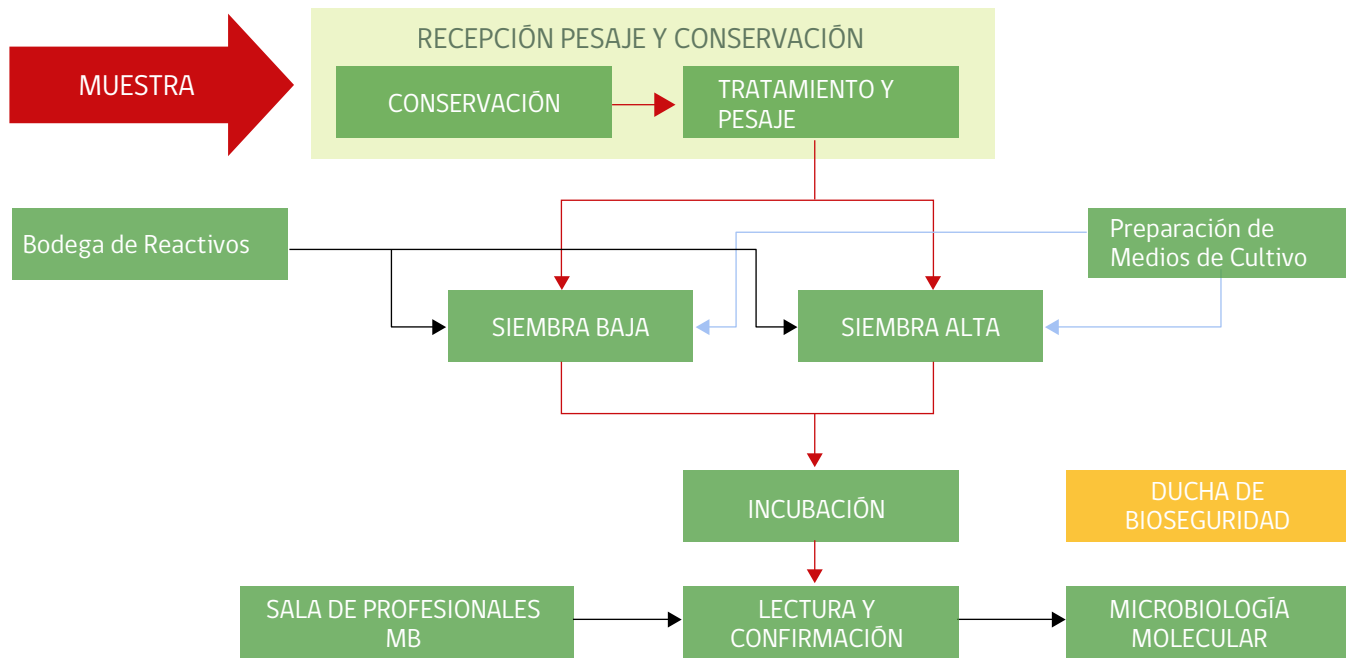 MUESTRA
RECEPCIÓN PESAJE Y CONSERVACIÓN
CONSERVACIÓN
TRATAMIENTO Y
PESAJE
Bodega de Reactivos
Preparación de
Medios de Cultivo
SIEMBRA BAJA
SIEMBRA ALTA
INCUBACIÓN
DUCHA DE
BIOSEGURIDAD
SALA DE PROFESIONALES
MB
LECTURA Y
CONFIRMACIÓN
MICROBIOLOGÍA
MOLECULAR